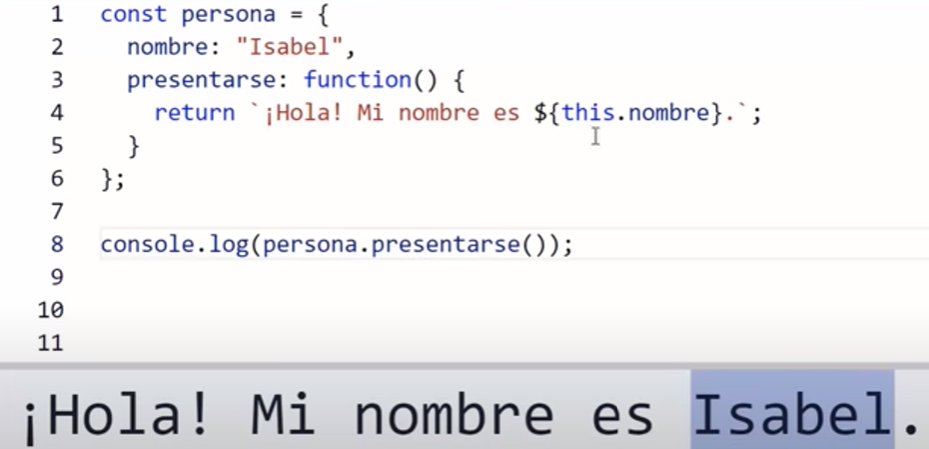 1 const persona = {
2 nombre: "Isabel",
3 presentarse: function() {
4 return `¡Hola! Mi nombre es ${this.nombre}.`;
5 }
6 };
7
8 console.log(persona.presentarse());
9
10
11
¡Hola! Mi nombre es Isabel.